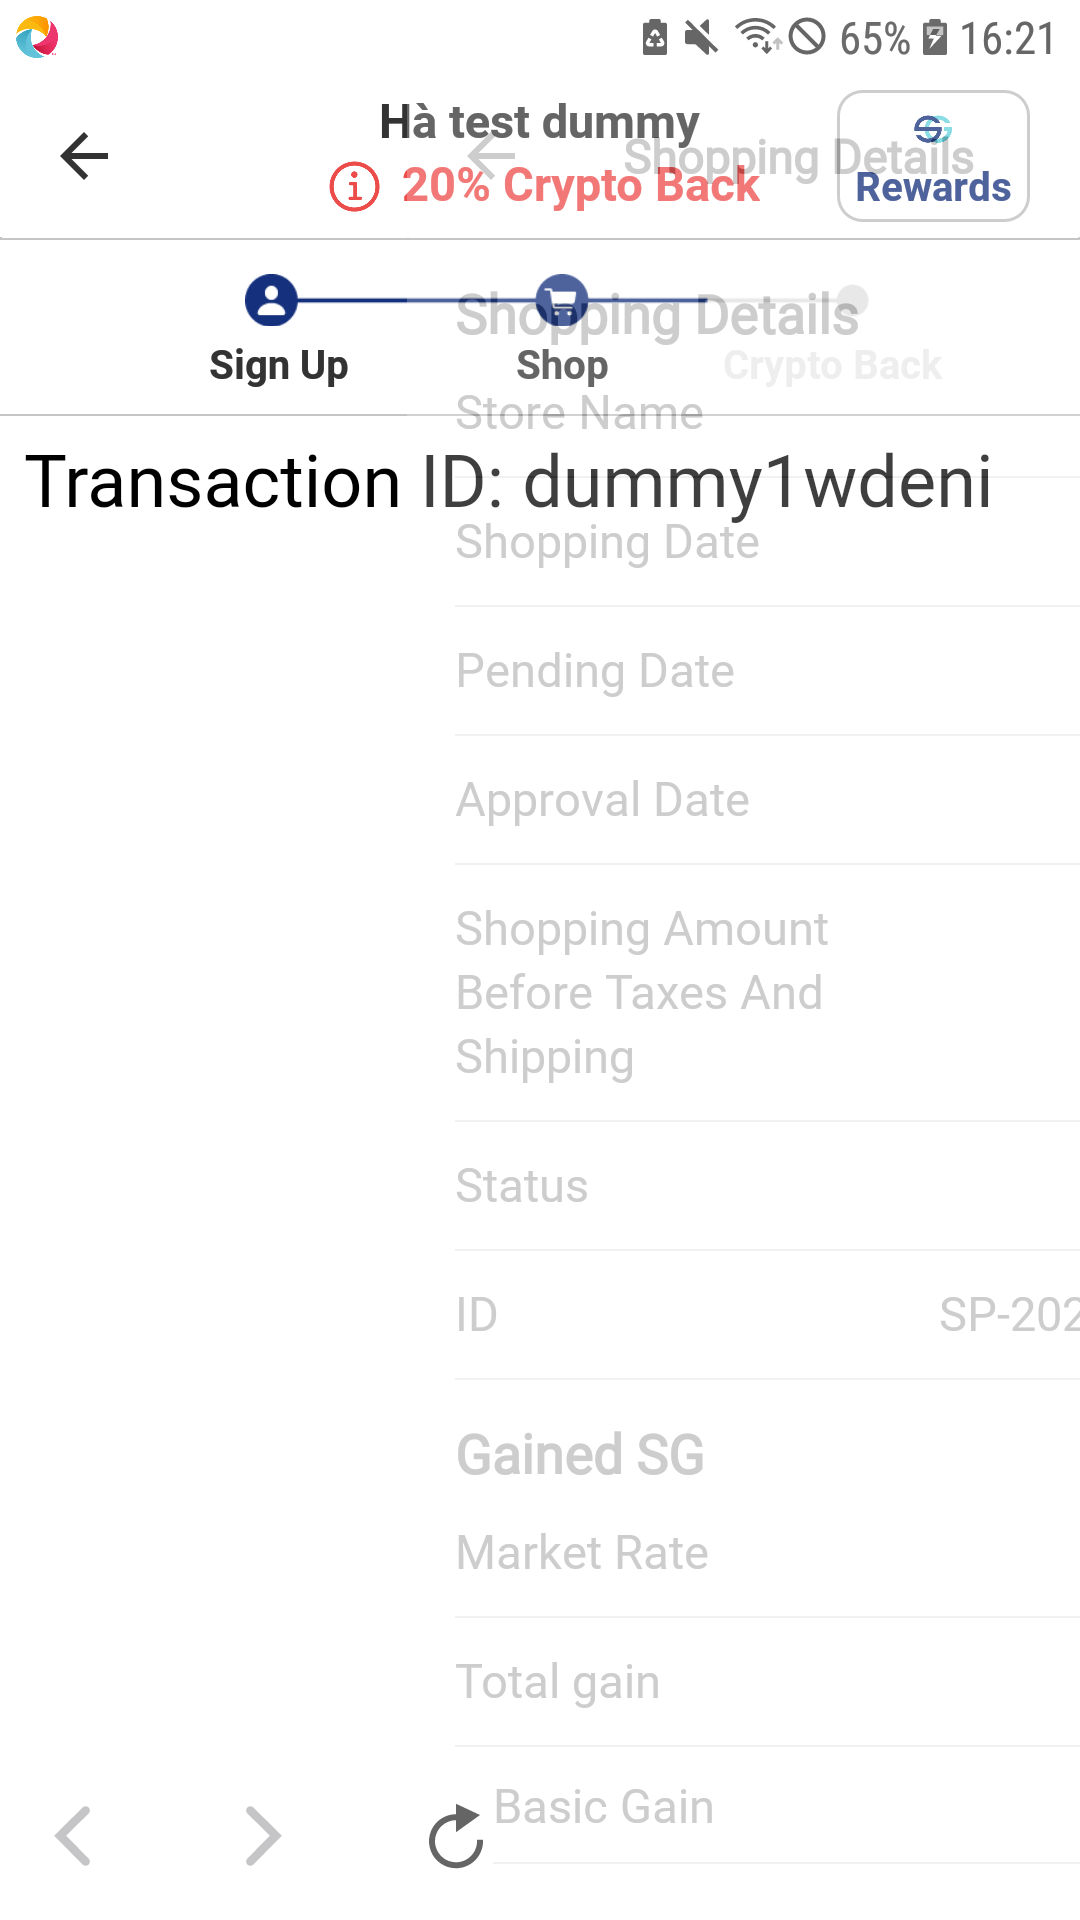 65% 16:21
Hà test dummy
Shopping Details
20% Crypto Back
Rewards
Shopping Details
Sign Up
Shop
Crypto Back
Store Name
Transaction ID: dummy1wdeni
Shopping Date
Pending Date
Approval Date
Shopping Amount
Before Taxes And
Shipping
Status
ID SP-202
Gained SG
Market Rate
Total gain
Basic Gain